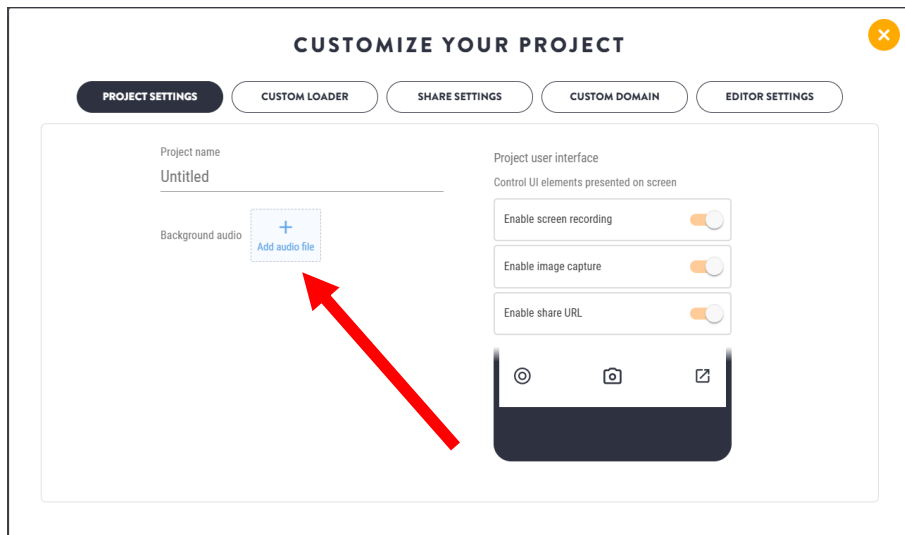 CUSTOMIZE YOUR PROJECT
PROJECT SETTINGS
CUSTOM LOADER
SHARE SETTINGS
CUSTOM DOMAIN
EDITOR SETTINGS
Project name
Untitled
Background audio
Add audio file
Project user interface
Control UI elements presented on screen
Enable screen recording
Enable image capture
Enable share URL